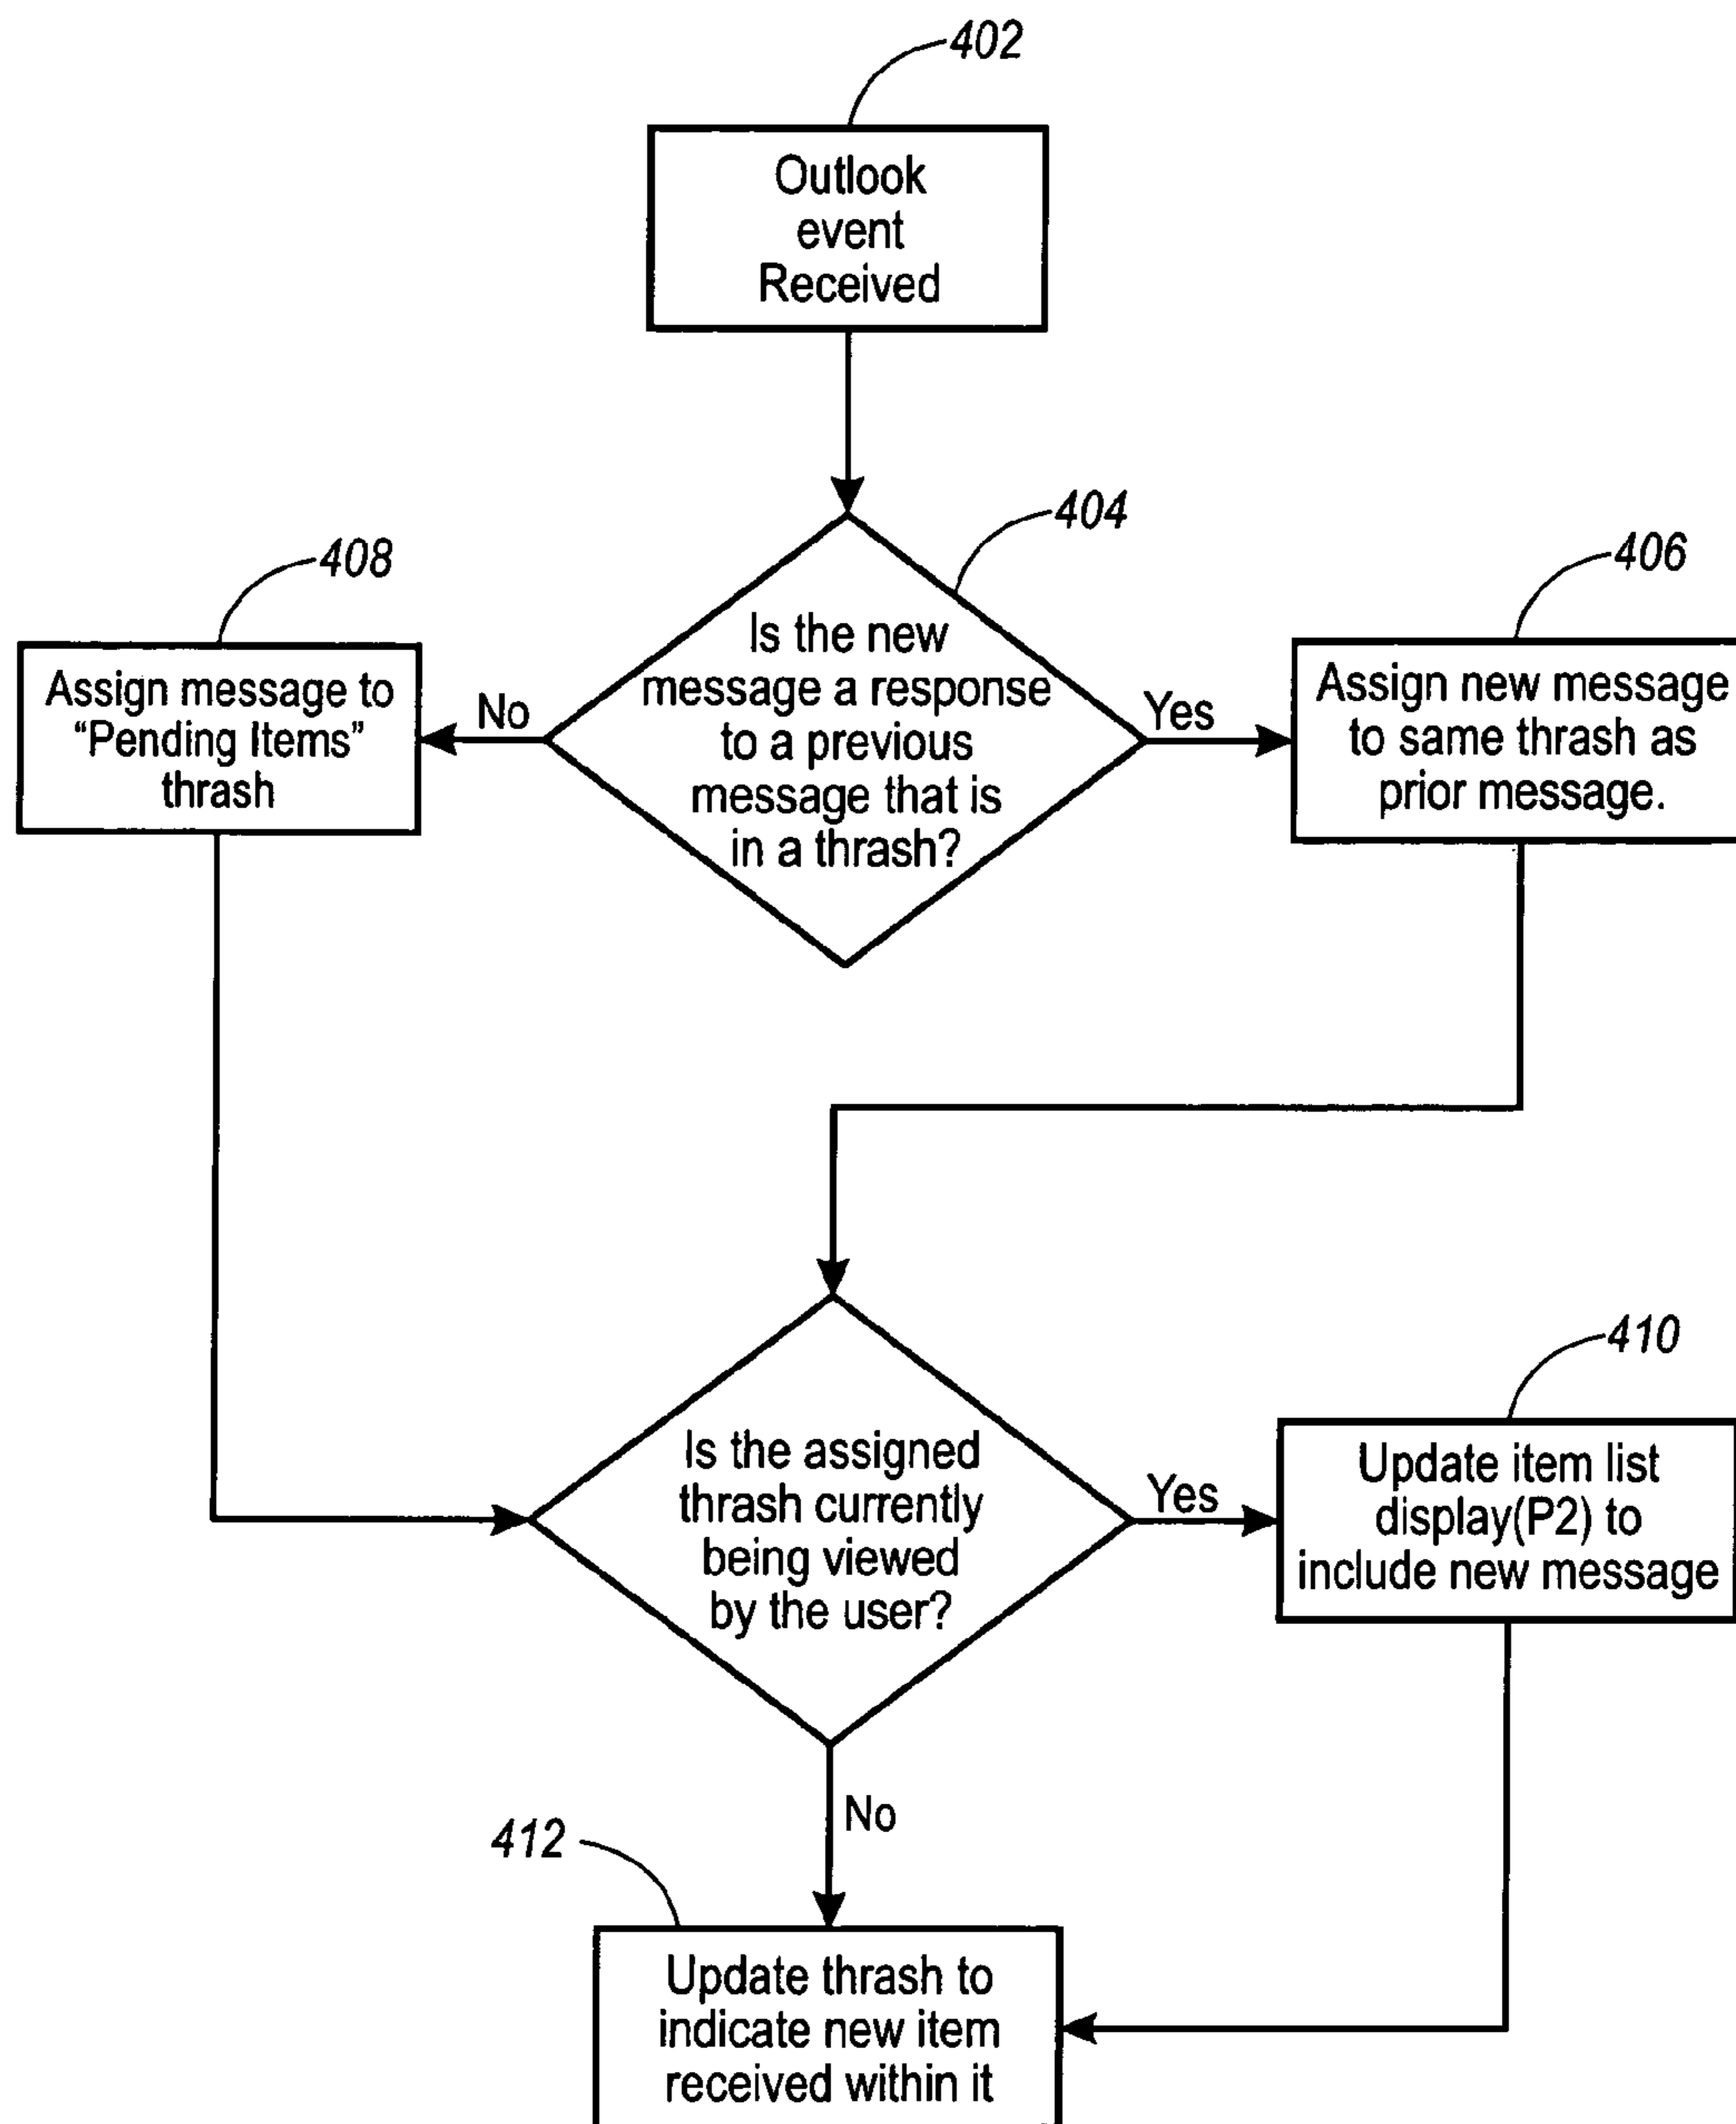 402
Outlook
event
Received
404
Is the new
message a response
to a previous
message that is
in a thrash?
408
Assign message to
“Pending Items”
thrash
No
Yes
406
Assign new message
to same thrash as
prior message.
Is the assigned
thrash currently
being viewed
by the user?
Yes
410
Update item list
display(P2) to
include new message
No
412
Update thrash to
indicate new item
received within it